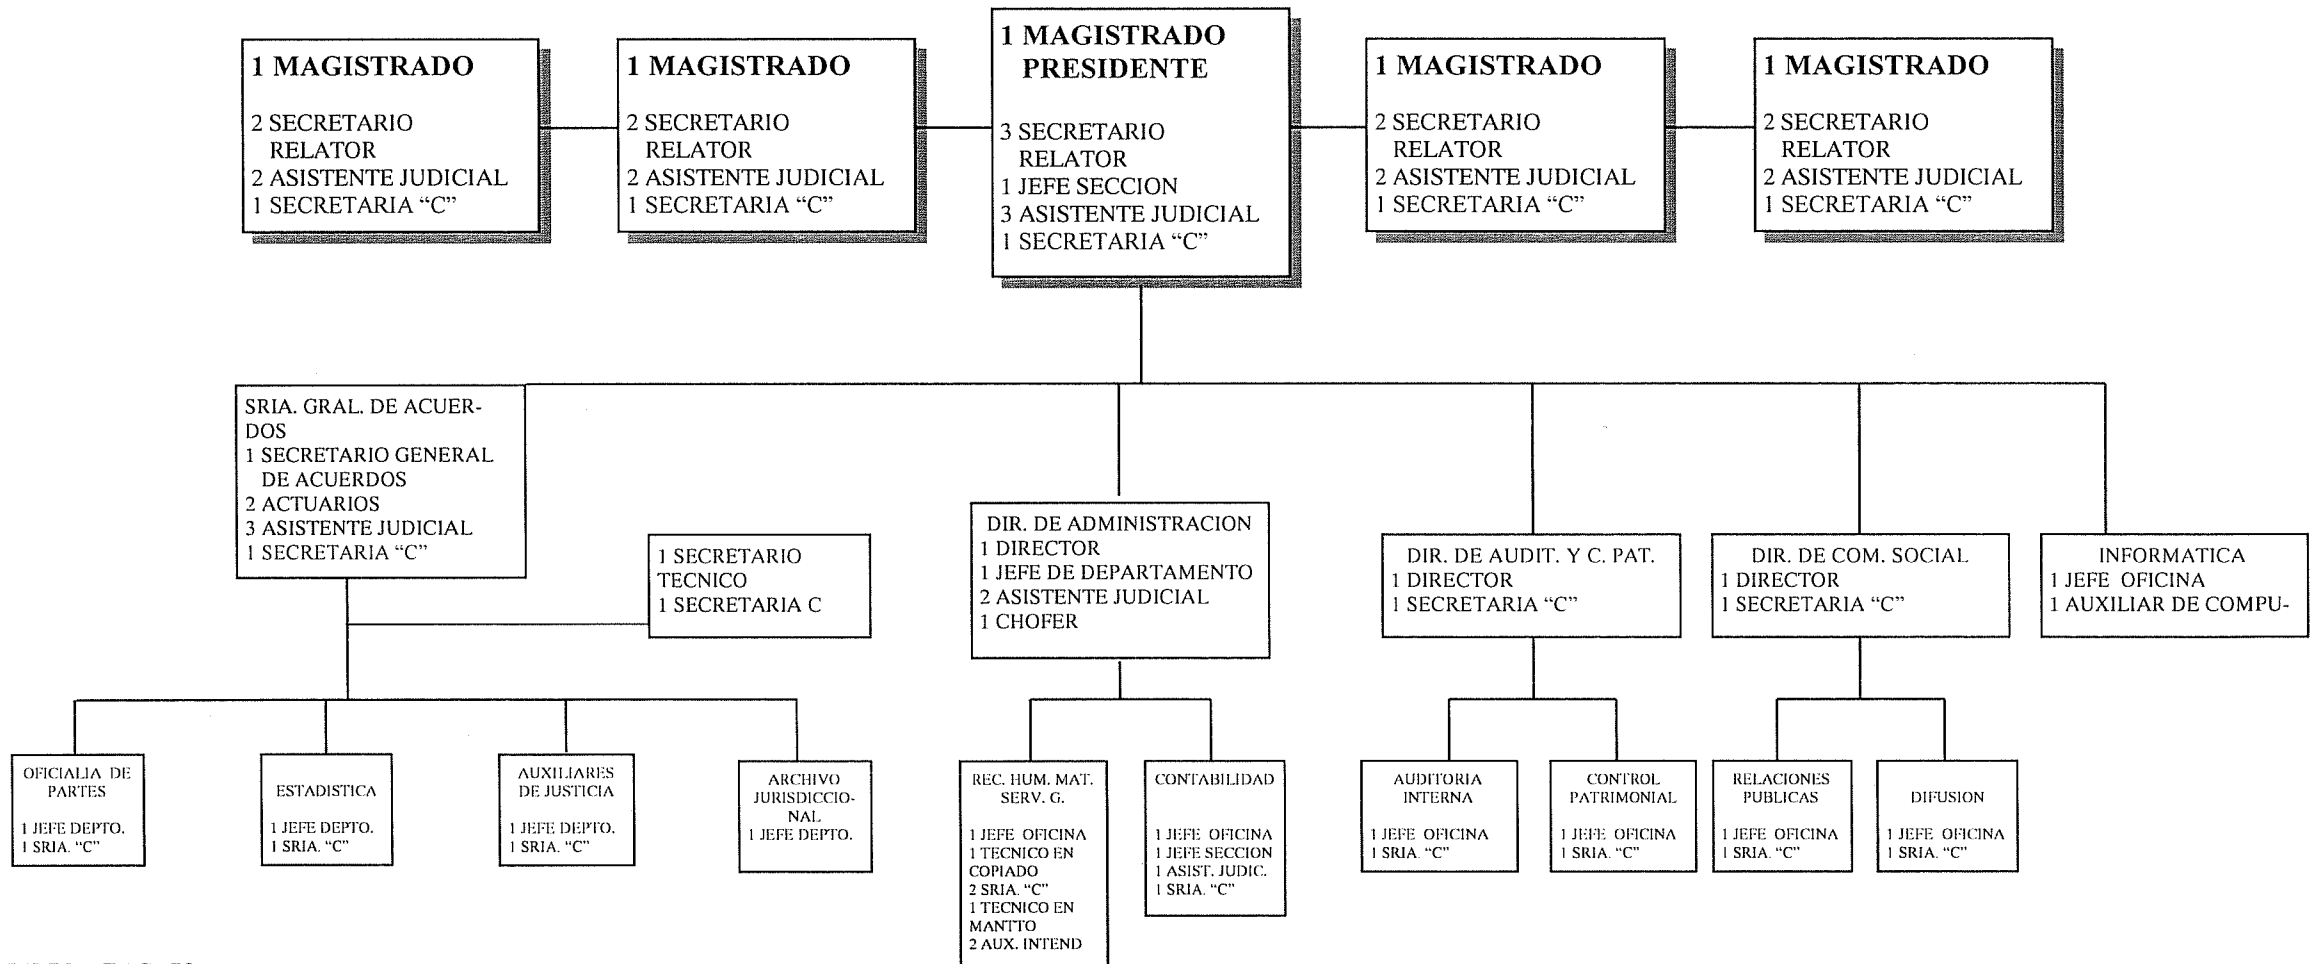 1 MAGISTRADO
2 SECRETARIO
RELATOR
2 ASISTENTE JUDICIAL
1 SECRETARIA “C”
1 MAGISTRADO
2 SECRETARIO
RELATOR
2 ASISTENTE JUDICIAL
1 SECRETARIA “C”
1 MAGISTRADO
PRESIDENTE
3 SECRETARIO
RELATOR
1 JEFE SECCION
3 ASISTENTE JUDICIAL
1 SECRETARIA “C”
1 MAGISTRADO
2 SECRETARIO
RELATOR
2 ASISTENTE JUDICIAL
1 SECRETARIA “C”
1 MAGISTRADO
2 SECRETARIO
RELATOR
2 ASISTENTE JUDICIAL
1 SECRETARIA “C”
SRIA. GRAL. DE ACUER-
DOS
1 SECRETARIO GENERAL
DE ACUERDOS
2 ACTUARIOS
3 ASISTENTE JUDICIAL
1 SECRETARIA “C”
1 SECRETARIO
TECNICO
1 SECRETARIA C
DIR. DE ADMINISTRACION
1 DIRECTOR
1 JEFE DE DEPARTAMENTO
2 ASISTENTE JUDICIAL
1 CHOFER
DIR. DE AUDIT. Y C. PAT.
1 DIRECTOR
1 SECRETARIA “C”
DIR. DE COM. SOCIAL
1 DIRECTOR
1 SECRETARIA “C”
INFORMATICA
1 JEFE OFICINA
1 AUXILIAR DE COMPU-
OFICIALIA DE
PARTES
1 JEFE DEPTO.
1 SRIA. “C”
ESTADISTICA
1 JEFE DEPTO.
1 SRIA. “C”
AUXILIARES
DE JUSTICIA
1 JEFE DEPTO.
1 SRIA. “C”
ARCHIVO
JURISDICCIO-
NAL
1 JEFE DEPTO.
REC. HUM. MAT.
SERV. G.
1 JEFE OFICINA
1 TECNICO EN
COPIADO
2 SRIA. “C”
1 TECNICO EN
MANTTO
2 AUX. INTEND
CONTABILIDAD
1 JEFE OFICINA
1 JEFE SECCION
1 ASIST. JUDIC.
1 SRIA. “C”
AUDITORIA
INTERNA
1 JEFE OFICINA
1 SRIA. “C”
CONTROL
PATRIMONIAL
1 JEFE OFICINA
1 SRIA. “C”
RELACIONES
PUBLICAS
1 JEFE OFICINA
1 SRIA. “C”
DIFUSION
1 JEFE OFICINA
1 SRIA. “C”